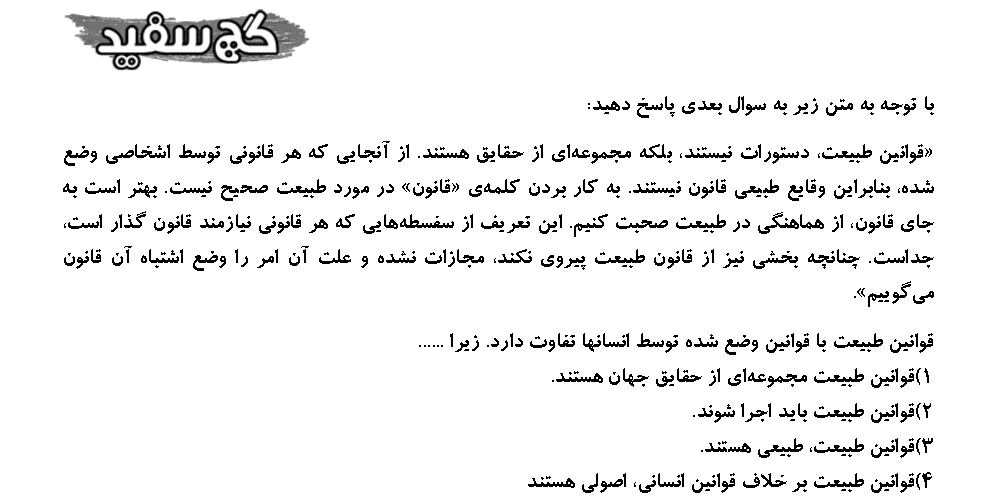 گچ سفید
با توجه به متن زیر به سوال بعدی پاسخ دهید:
«قوانین طبیعت، دستورات نیستند، بلکه مجموعه‌ای از حقایق هستند. از آنجایی که هر قانونی توسط اشخاصی وضع
شده، بنابراین وقایع طبیعی قانون نیستند. به کار بردن کلمه‌ی «قانون» در مورد طبیعت صحیح نیست. بهتر است به
جای قانون، از هماهنگی در طبیعت صحبت کنیم. این تعریف از سفسطه‌هایی که هر قانونی نیازمند قانون گذار است،
جداست. چنانچه بخشی نیز از قانون طبیعت پیروی نکند، مجازات نشده و علت آن امر را وضع اشتباه آن قانون
می‌گوییم».
قوانین طبیعت با قوانین وضع شده توسط انسانها تفاوت دارد. زیرا ......
۱)قوانین طبیعت مجموعه‌ای از حقایق جهان هستند.
۲)قوانین طبیعت باید اجرا شوند.
۳)قوانین طبیعت، طبیعی هستند.
۴)قوانین طبیعت بر خلاف قوانین انسانی، اصولی هستند